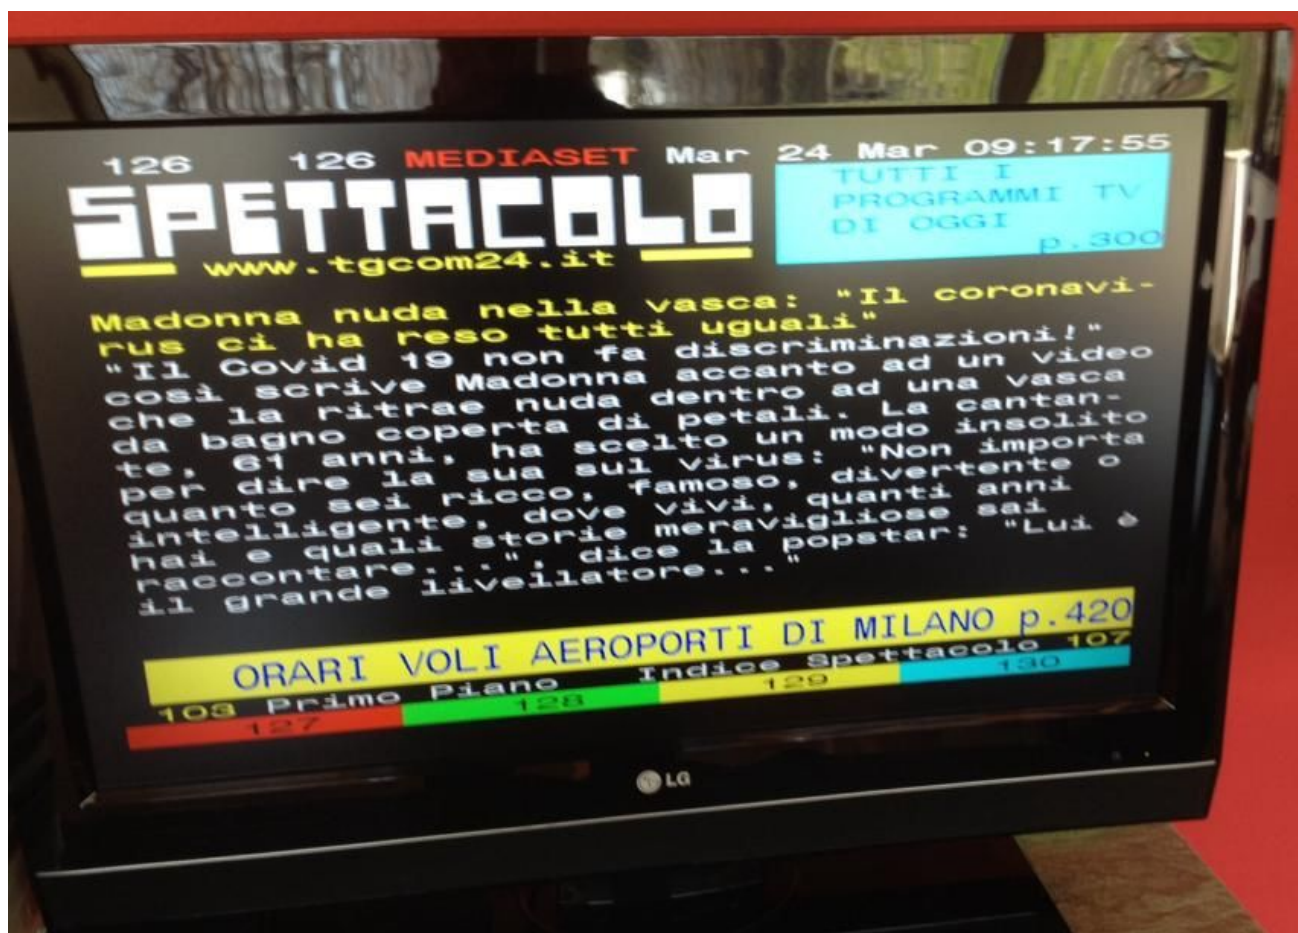 126 126 MEDIASET Mar 24 Mar 09:17:55
SPETTACOLO
TUTTI I
PROGRAMMI TV
DI OGGI
p.300
www.tgcom24.it
Madonna nuda nella vasca: "Il coronavi-
rus ci ha reso tutti uguali"
"Il Covid 19 non fa discriminazioni!"
così scrive Madonna accanto ad un video
che la ritrae nuda dentro ad una vasca
da bagno coperta di petali. La cantan-
te, 61 anni, ha scelto un modo insolito
per dire la sua sul virus: "Non importa
quanto sei ricco, famoso, divertente o
intelligente, dove vivi, quanti anni
hai e quali storie meravigliose sai
raccontare...", dice la popstar: "Lui è
il grande livellatore..."
ORARI VOLI AEROPORTI DI MILANO p.420
103 Primo Piano Indice Spettacolo 107
127 128 129 130
LG